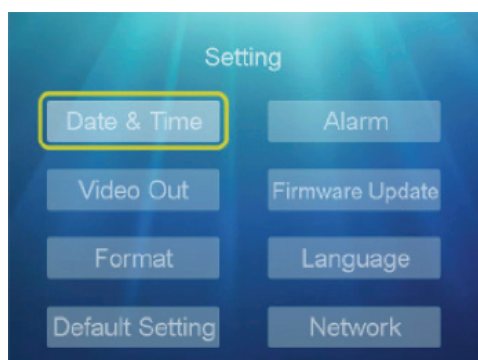 Setting
Date & Time Alarm
Video Out Firmware Update
Format Language
Default Setting Network